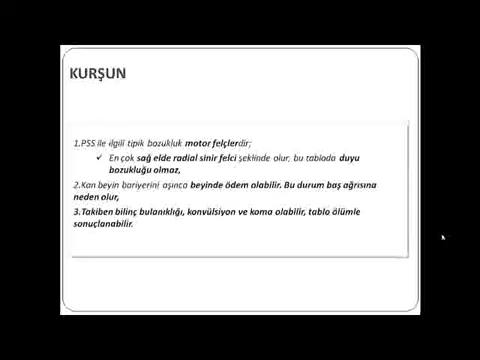 KURŞUN
1.PSS ile ilgili tipik bozukluk motor felçlerdir;
✓ En çok sağ elde radial sinir felci şeklinde olur, bu tabloda duyu
bozukluğu olmaz,
2.Kan beyin bariyerini aşınca beyinde ödem olabilir. Bu durum baş ağrısına
neden olur,
3.Takiben bilinç bulanıklığı, konvülsiyon ve koma olabilir, tablo ölümle
sonuçlanabilir.